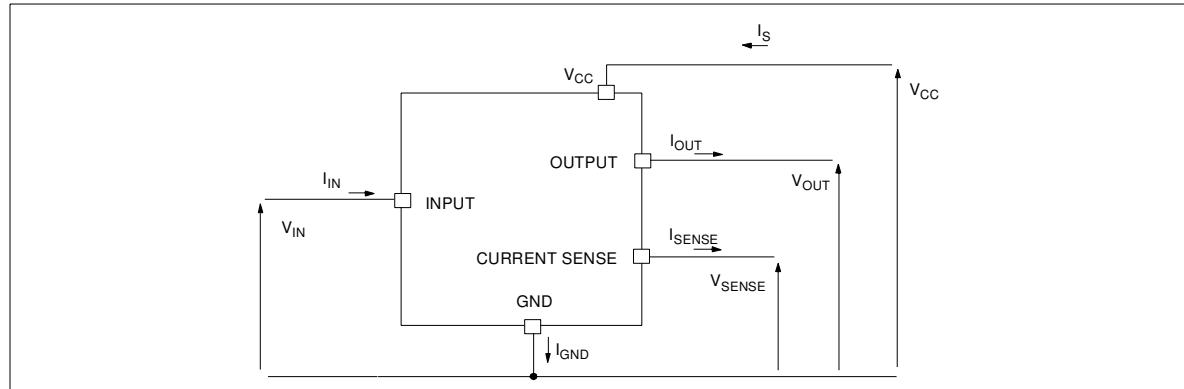 I_S
V_CC
V_CC
I_OUT
OUTPUT
V_OUT
I_IN
INPUT
V_IN
I_SENSE
CURRENT SENSE
V_SENSE
GND
I_GND